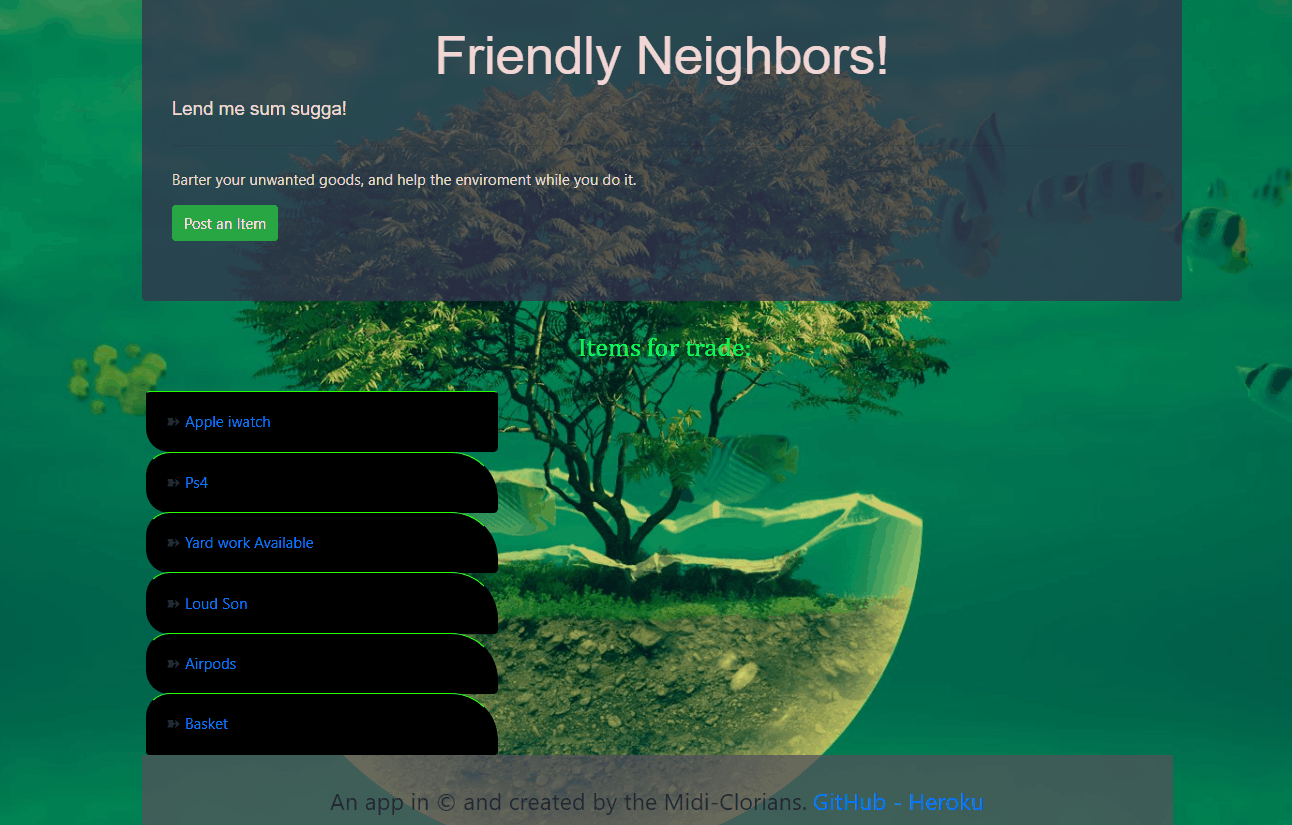 Friendly Neighbors!
Lend me sum sugga!
Barter your unwanted goods, and help the enviroment while you do it.
Post an Item
Items for trade:
➽ Apple iwatch
➽ Ps4
➽ Yard work Available
➽ Loud Son
➽ Airpods
➽ Basket
An app in © and created by the Midi-Clorians. GitHub - Heroku